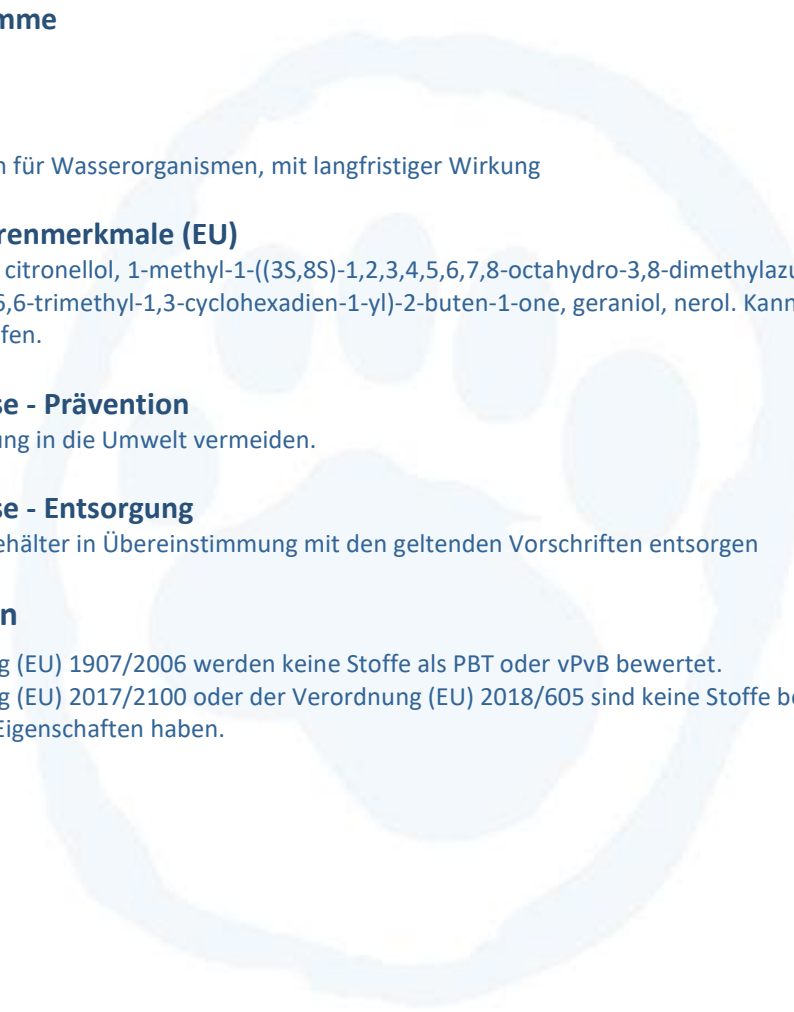 mme
n für Wasserorganismen, mit langfristiger Wirkung
renmerkmale (EU)
citronellol, 1-methyl-1-((3S,8S)-1,2,3,4,5,6,7,8-octahydro-3,8-dimethylazu
6,6-trimethyl-1,3-cyclohexadien-1-yl)-2-buten-1-one, geraniol, nerol. Kann
fen.
se - Prävention
ung in die Umwelt vermeiden.
se - Entsorgung
ehälter in Übereinstimmung mit den geltenden Vorschriften entsorgen
n
g (EU) 1907/2006 werden keine Stoffe als PBT oder vPvB bewertet.
g (EU) 2017/2100 oder der Verordnung (EU) 2018/605 sind keine Stoffe be
Eigenschaften haben.